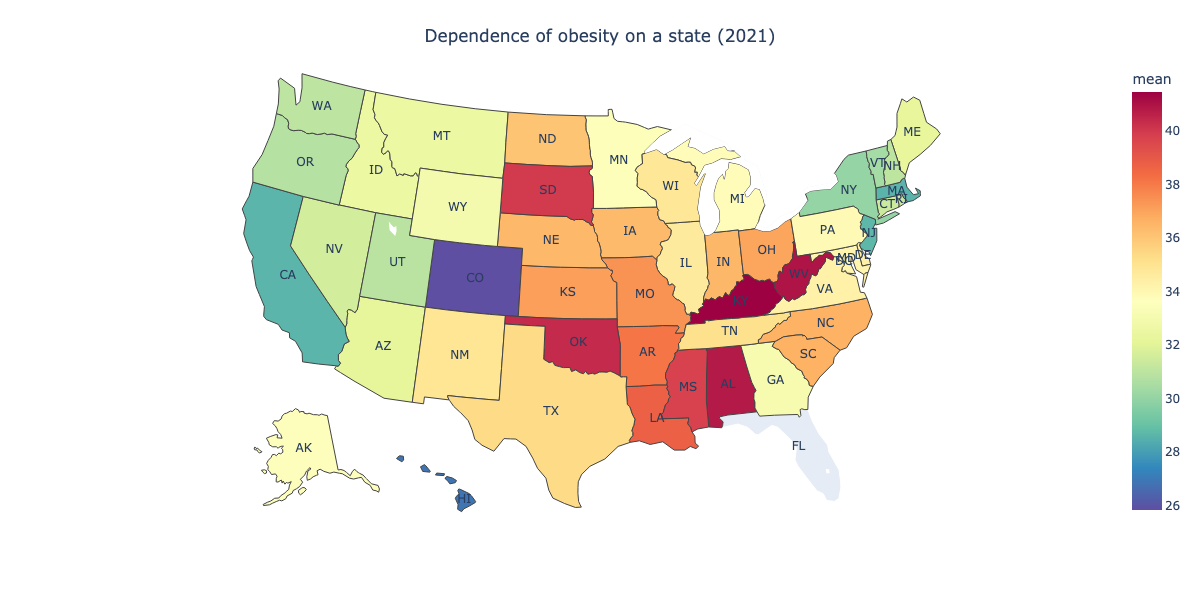 Dependence of obesity on a state (2021)
mean
40
38
36
34
32
30
28
26
WA
OR
CA
NV
ID
MT
WY
UT
CO
AZ
NM
ND
SD
NE
KS
OK
TX
MN
IA
MO
AR
LA
WI
IL
MI
IN
OH
KY
TN
MS
AL
GA
FL
SC
NC
VA
WV
PA
NY
VT
NH
ME
MA
RI
CT
NJ
DE
MD
DC
AK
HI